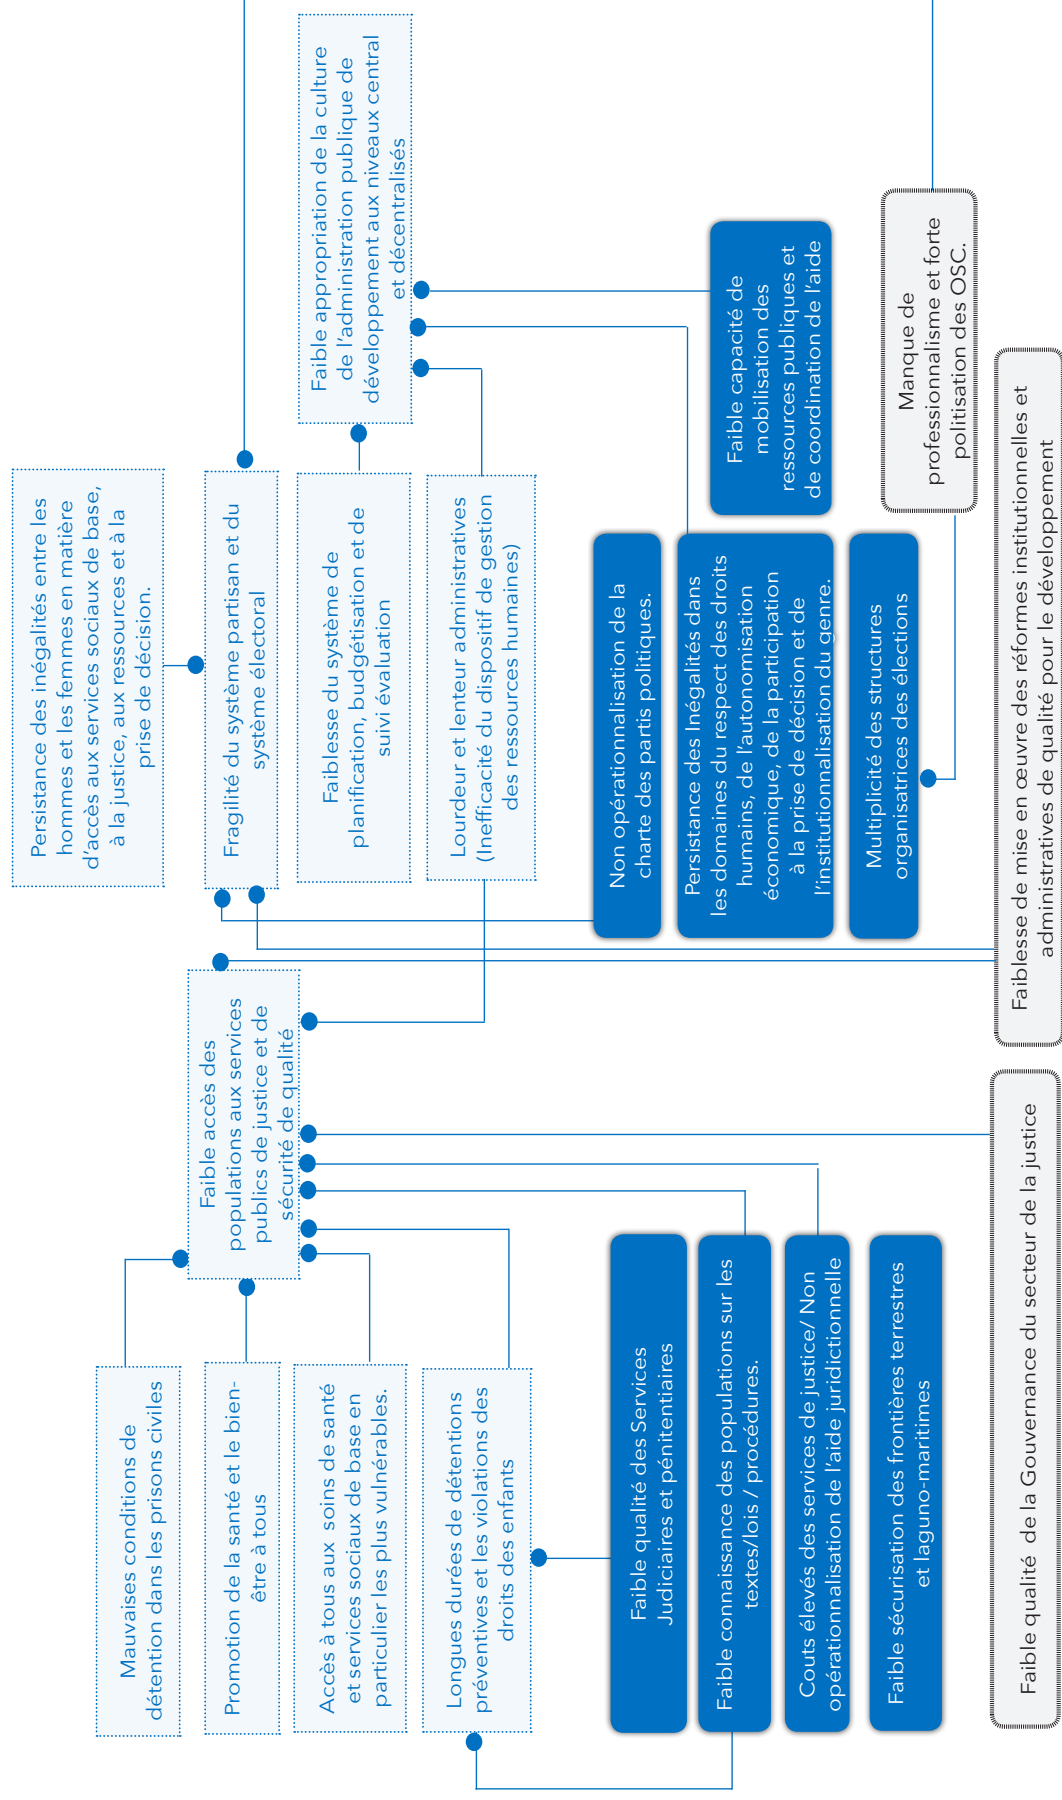 Mauvaises conditions de
détention dans les prisons civiles
Promotion de la santé et le bien-
être à tous
Accès à tous aux soins de santé
et services sociaux de base en
particulier les plus vulnérables.
Longues durées de détentions
préventives et les violations des
droits des enfants
Faible accès des
populations aux services
publics de justice et de
sécurité de qualité
Persistance des inégalités entre les
hommes et les femmes en matière
d'accès aux services sociaux de base,
à la justice, aux ressources et à la
prise de décision.
Fragilité du système partisan et du
système électoral
Faiblesse du système de
planification, budgétisation et de
suivi évaluation
Lourdeur et lenteur administratives
(Inefficacité du dispositif de gestion
des ressources humaines)
Faible appropriation de la culture
de l'administration publique de
développement aux niveaux central
et décentralisés
Faible qualité des Services
Judiciaires et pénitentiaires
Faible connaissance des populations sur les
textes/lois / procédures.
Couts élevés des services de justice/ Non
opérationnalisation de l'aide juridictionnelle
Faible sécurisation des frontières terrestres
et laguno-maritimes
Non opérationnalisation de la
charte des partis politiques.
Persistance des Inégalités dans
les domaines du respect des droits
humains, de l'autonomisation
économique, de la participation
à la prise de décision et de
l'institutionnalisation du genre.
Multiplicité des structures
organisatrices des élections
Faible capacité de
mobilisation des
ressources publiques et
de coordination de l'aide
Manque de
professionnalisme et forte
politisation des OSC.
Faible qualité de la Gouvernance du secteur de la justice
Faiblesse de mise en œuvre des réformes institutionnelles et
administratives de qualité pour le développement